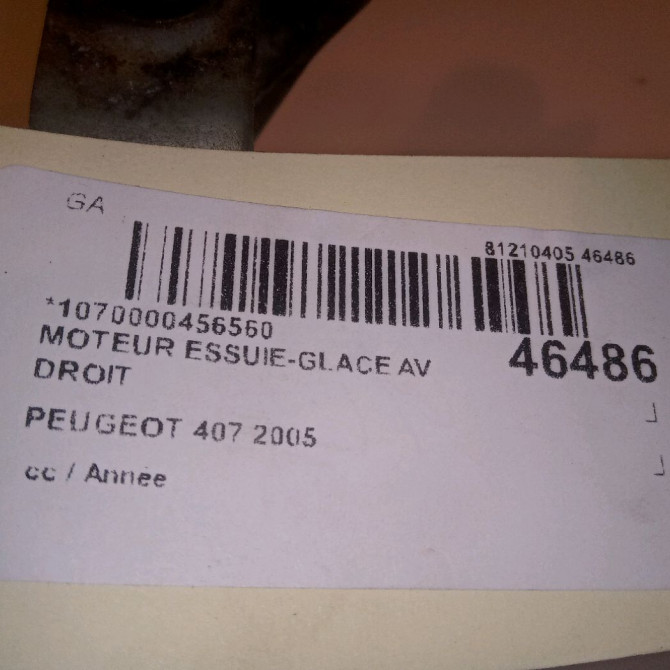 GA
81210405 46486
*1070000456560
MOTEUR ESSUIE-GLACE AV
DROIT
46486
PEUGEOT 407 2005
cc / Année